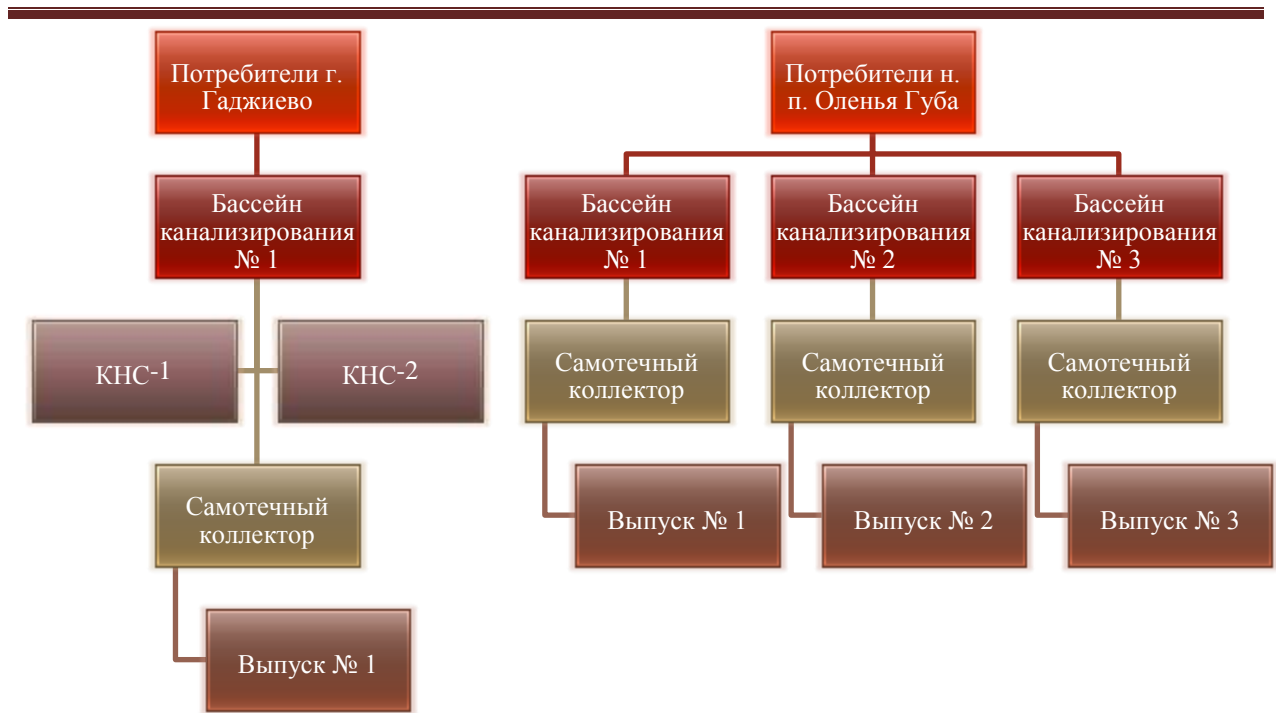 Потребители г.
Гаджиево
Бассейн
канализирования
№ 1
КНС-1
КНС-2
Самотечный
коллектор
Выпуск № 1
Потребители н.
п. Оленья Губа
Бассейн
канализирования
№ 1
Бассейн
канализирования
№ 2
Бассейн
канализирования
№ 3
Самотечный
коллектор
Самотечный
коллектор
Самотечный
коллектор
Выпуск № 1
Выпуск № 2
Выпуск № 3